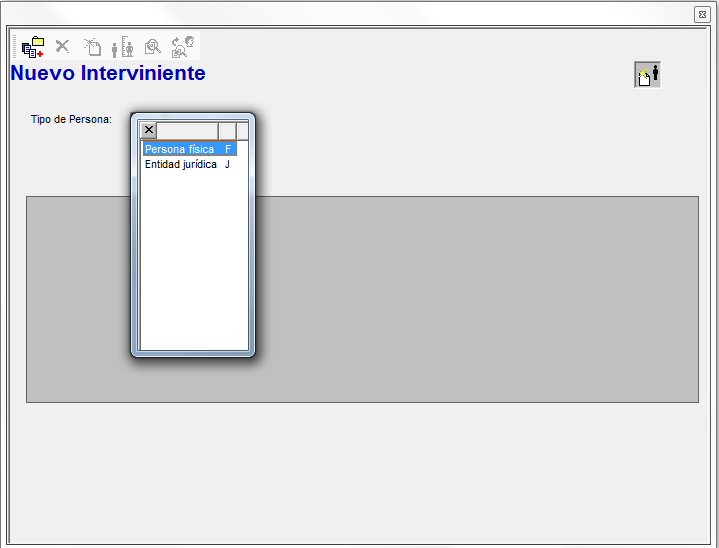 Nuevo Interviniente
Tipo de Persona:
Persona física F
Entidad jurídica J